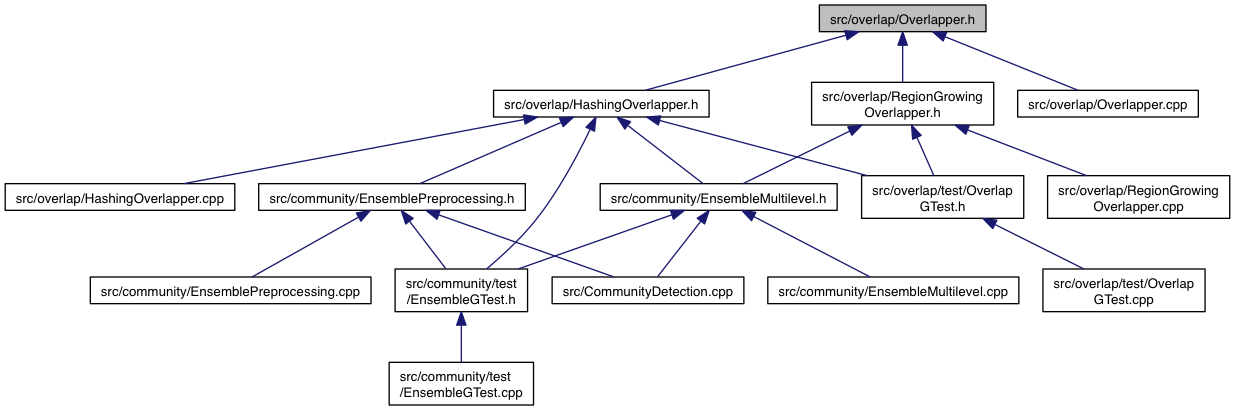 src/overlap/Overlapper.h
src/overlap/HashingOverlapper.h
src/overlap/RegionGrowing
Overlapper.h
src/overlap/Overlapper.cpp
src/overlap/HashingOverlapper.cpp
src/community/EnsemblePreprocessing.h
src/community/EnsembleMultilevel.h
src/overlap/test/Overlap
GTest.h
src/overlap/RegionGrowing
Overlapper.cpp
src/community/EnsemblePreprocessing.cpp
src/community/test
/EnsembleGTest.h
src/CommunityDetection.cpp
src/community/EnsembleMultilevel.cpp
src/overlap/test/Overlap
GTest.cpp
src/community/test
/EnsembleGTest.cpp